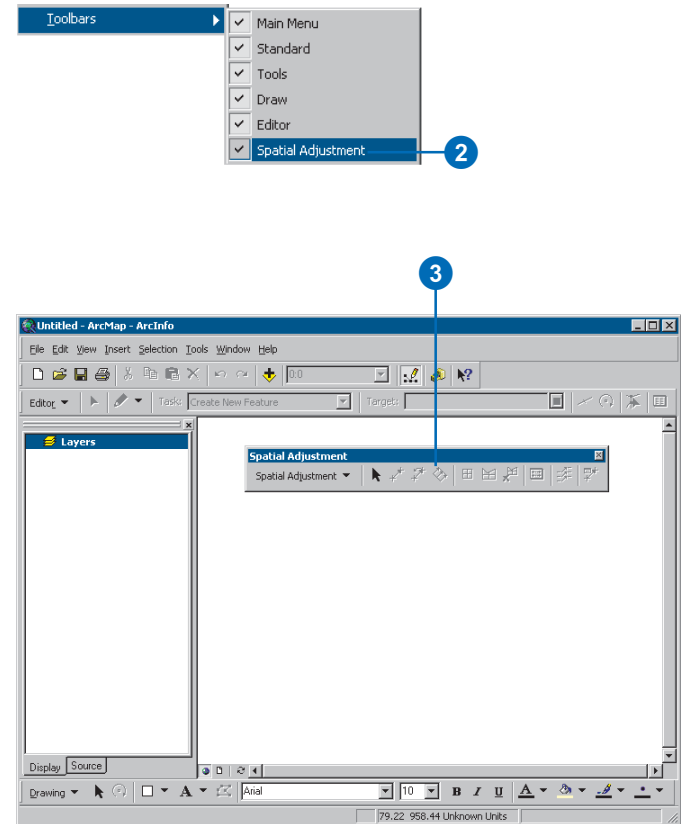 Toolbars
Main Menu
Standard
Tools
Draw
Editor
Spatial Adjustment
2
3
Untitled - ArcMap - ArcInfo
File Edit View Insert Selection Tools Window Help
0:0
Editor Task: Create New Feature Target:
Layers
Spatial Adjustment
Spatial Adjustment
Display Source
Drawing A Arial 10 B I U A
79.22 958.44 Unknown Units